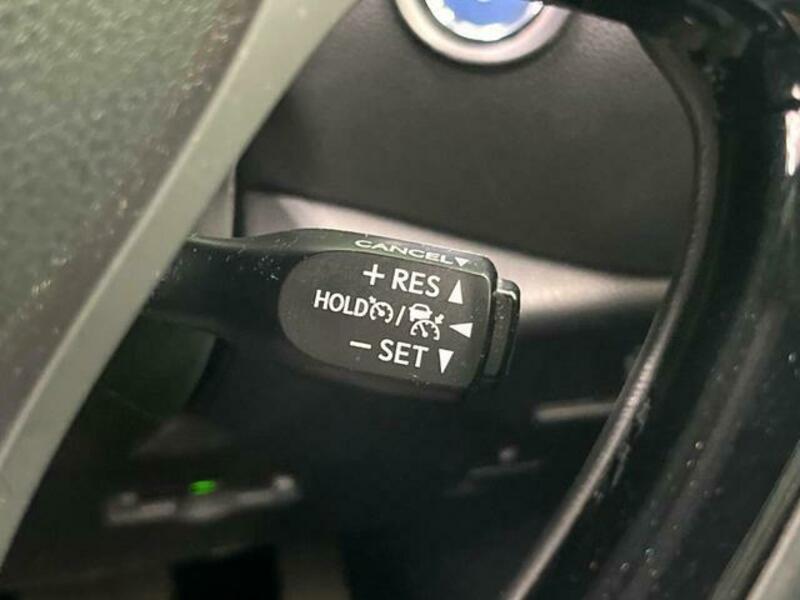 CANCEL▼
+ RES ▲
HOLD / ◀
− SET ▼